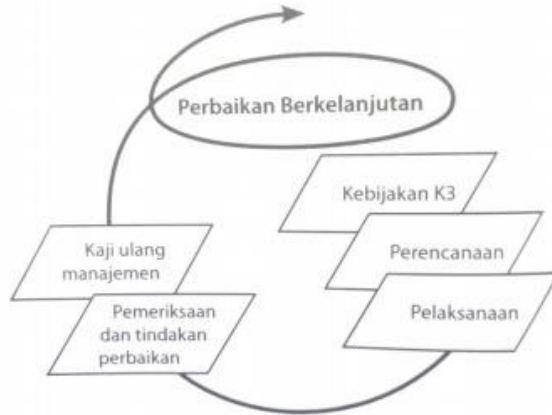 Perbaikan Berkelanjutan
Kebijakan K3
Perencanaan
Pelaksanaan
Pemeriksaan
dan tindakan
perbaikan
Kaji ulang
manajemen